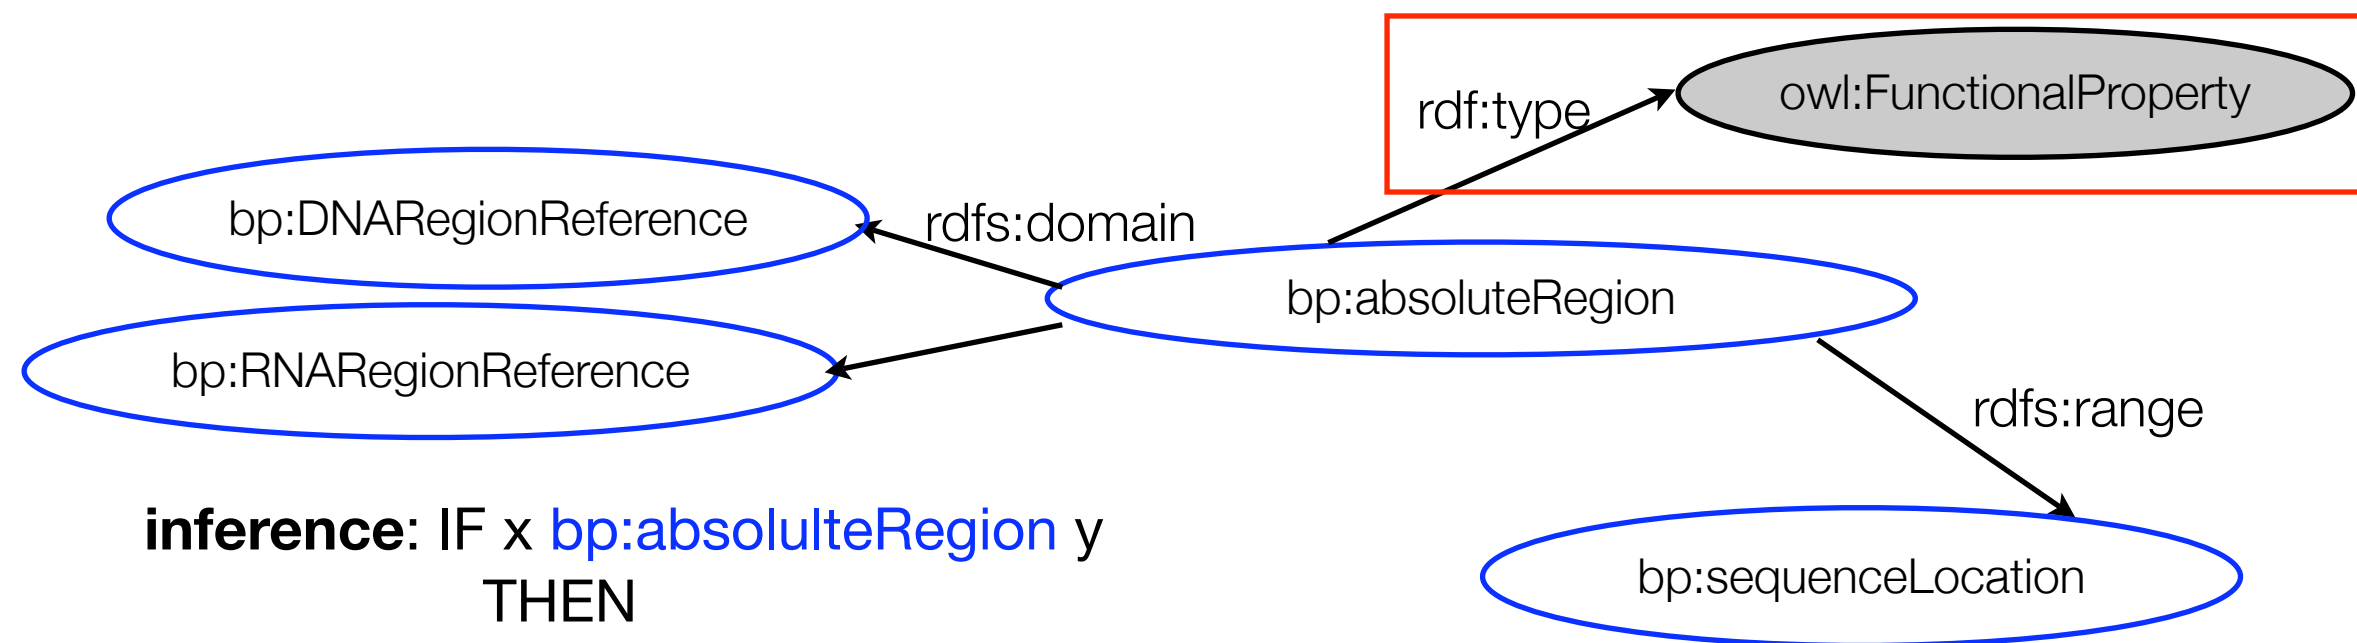 owl:FunctionalProperty
rdf:type
bp:DNARegionReference
rdfs:domain
bp:absoluteRegion
bp:RNARegionReference
rdfs:range
inference: IF x bp:absolulteRegion y
THEN
bp:sequenceLocation